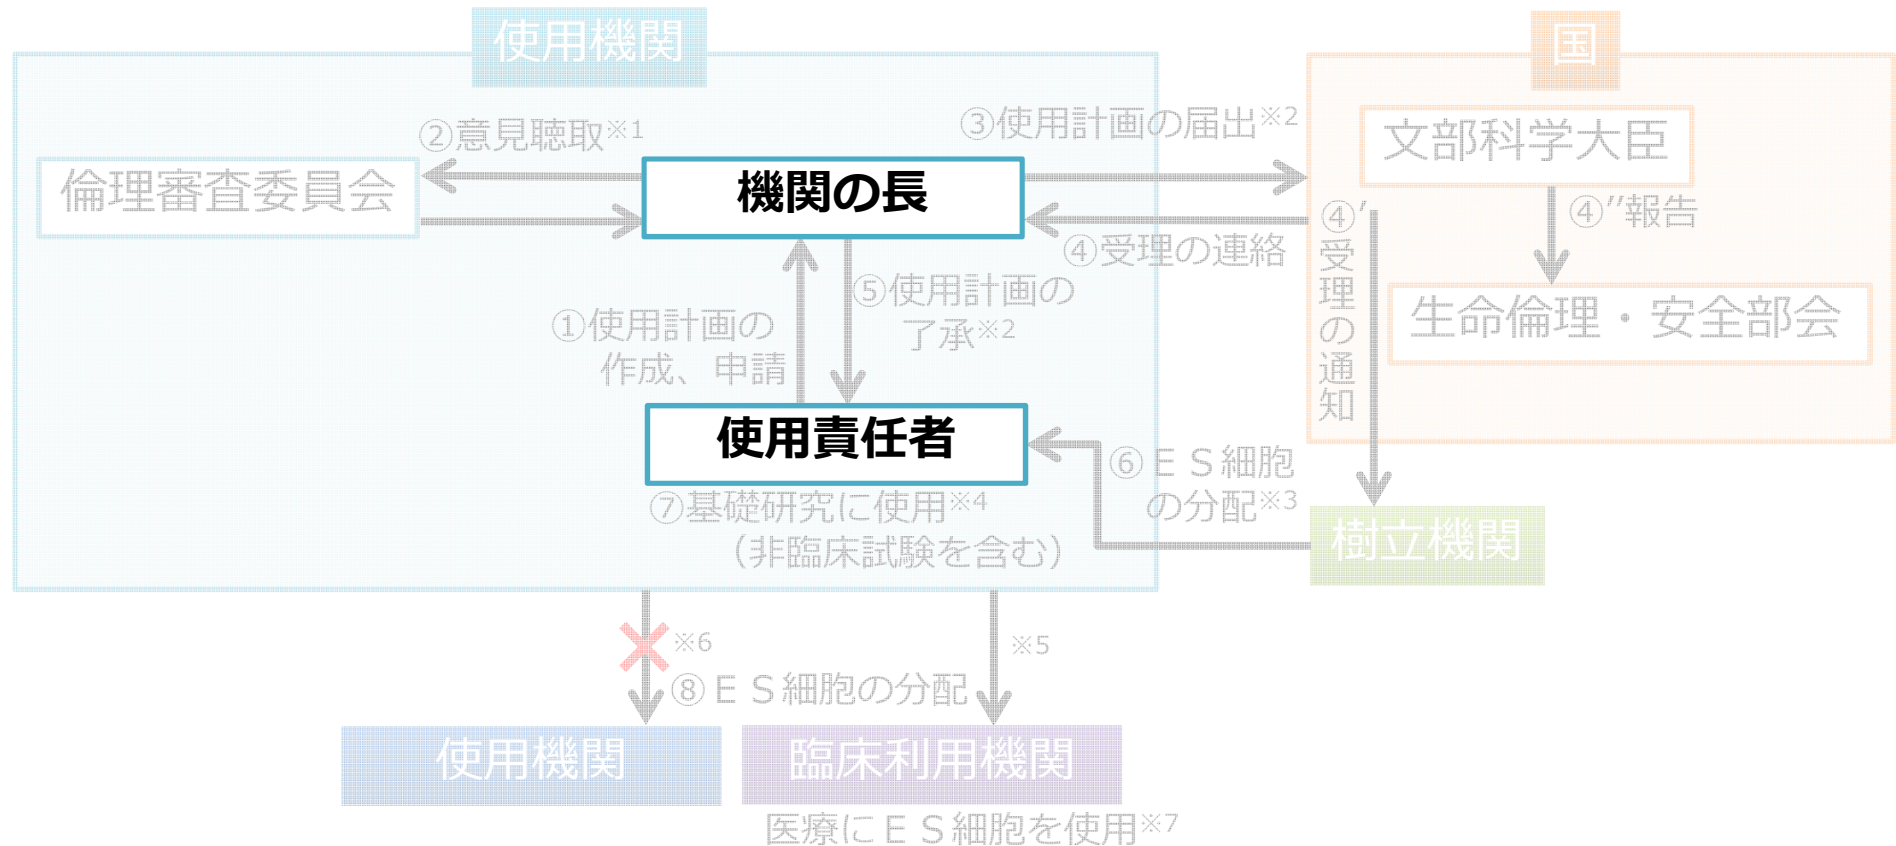 使用機関
国
②意見聴取※1
③使用計画の届出※2
文部科学大臣
倫理審査委員会
機関の長
④'受理の通知
④''報告
④受理の連絡
⑤使用計画の
了承※2
①使用計画の
作成、申請
生命倫理・安全部会
使用責任者
⑥ES細胞
の分配※3
⑦基礎研究に使用※4
（非臨床試験を含む）
樹立機関
※6
※5
⑧ES細胞の分配
使用機関
臨床利用機関
医療にES細胞を使用※7